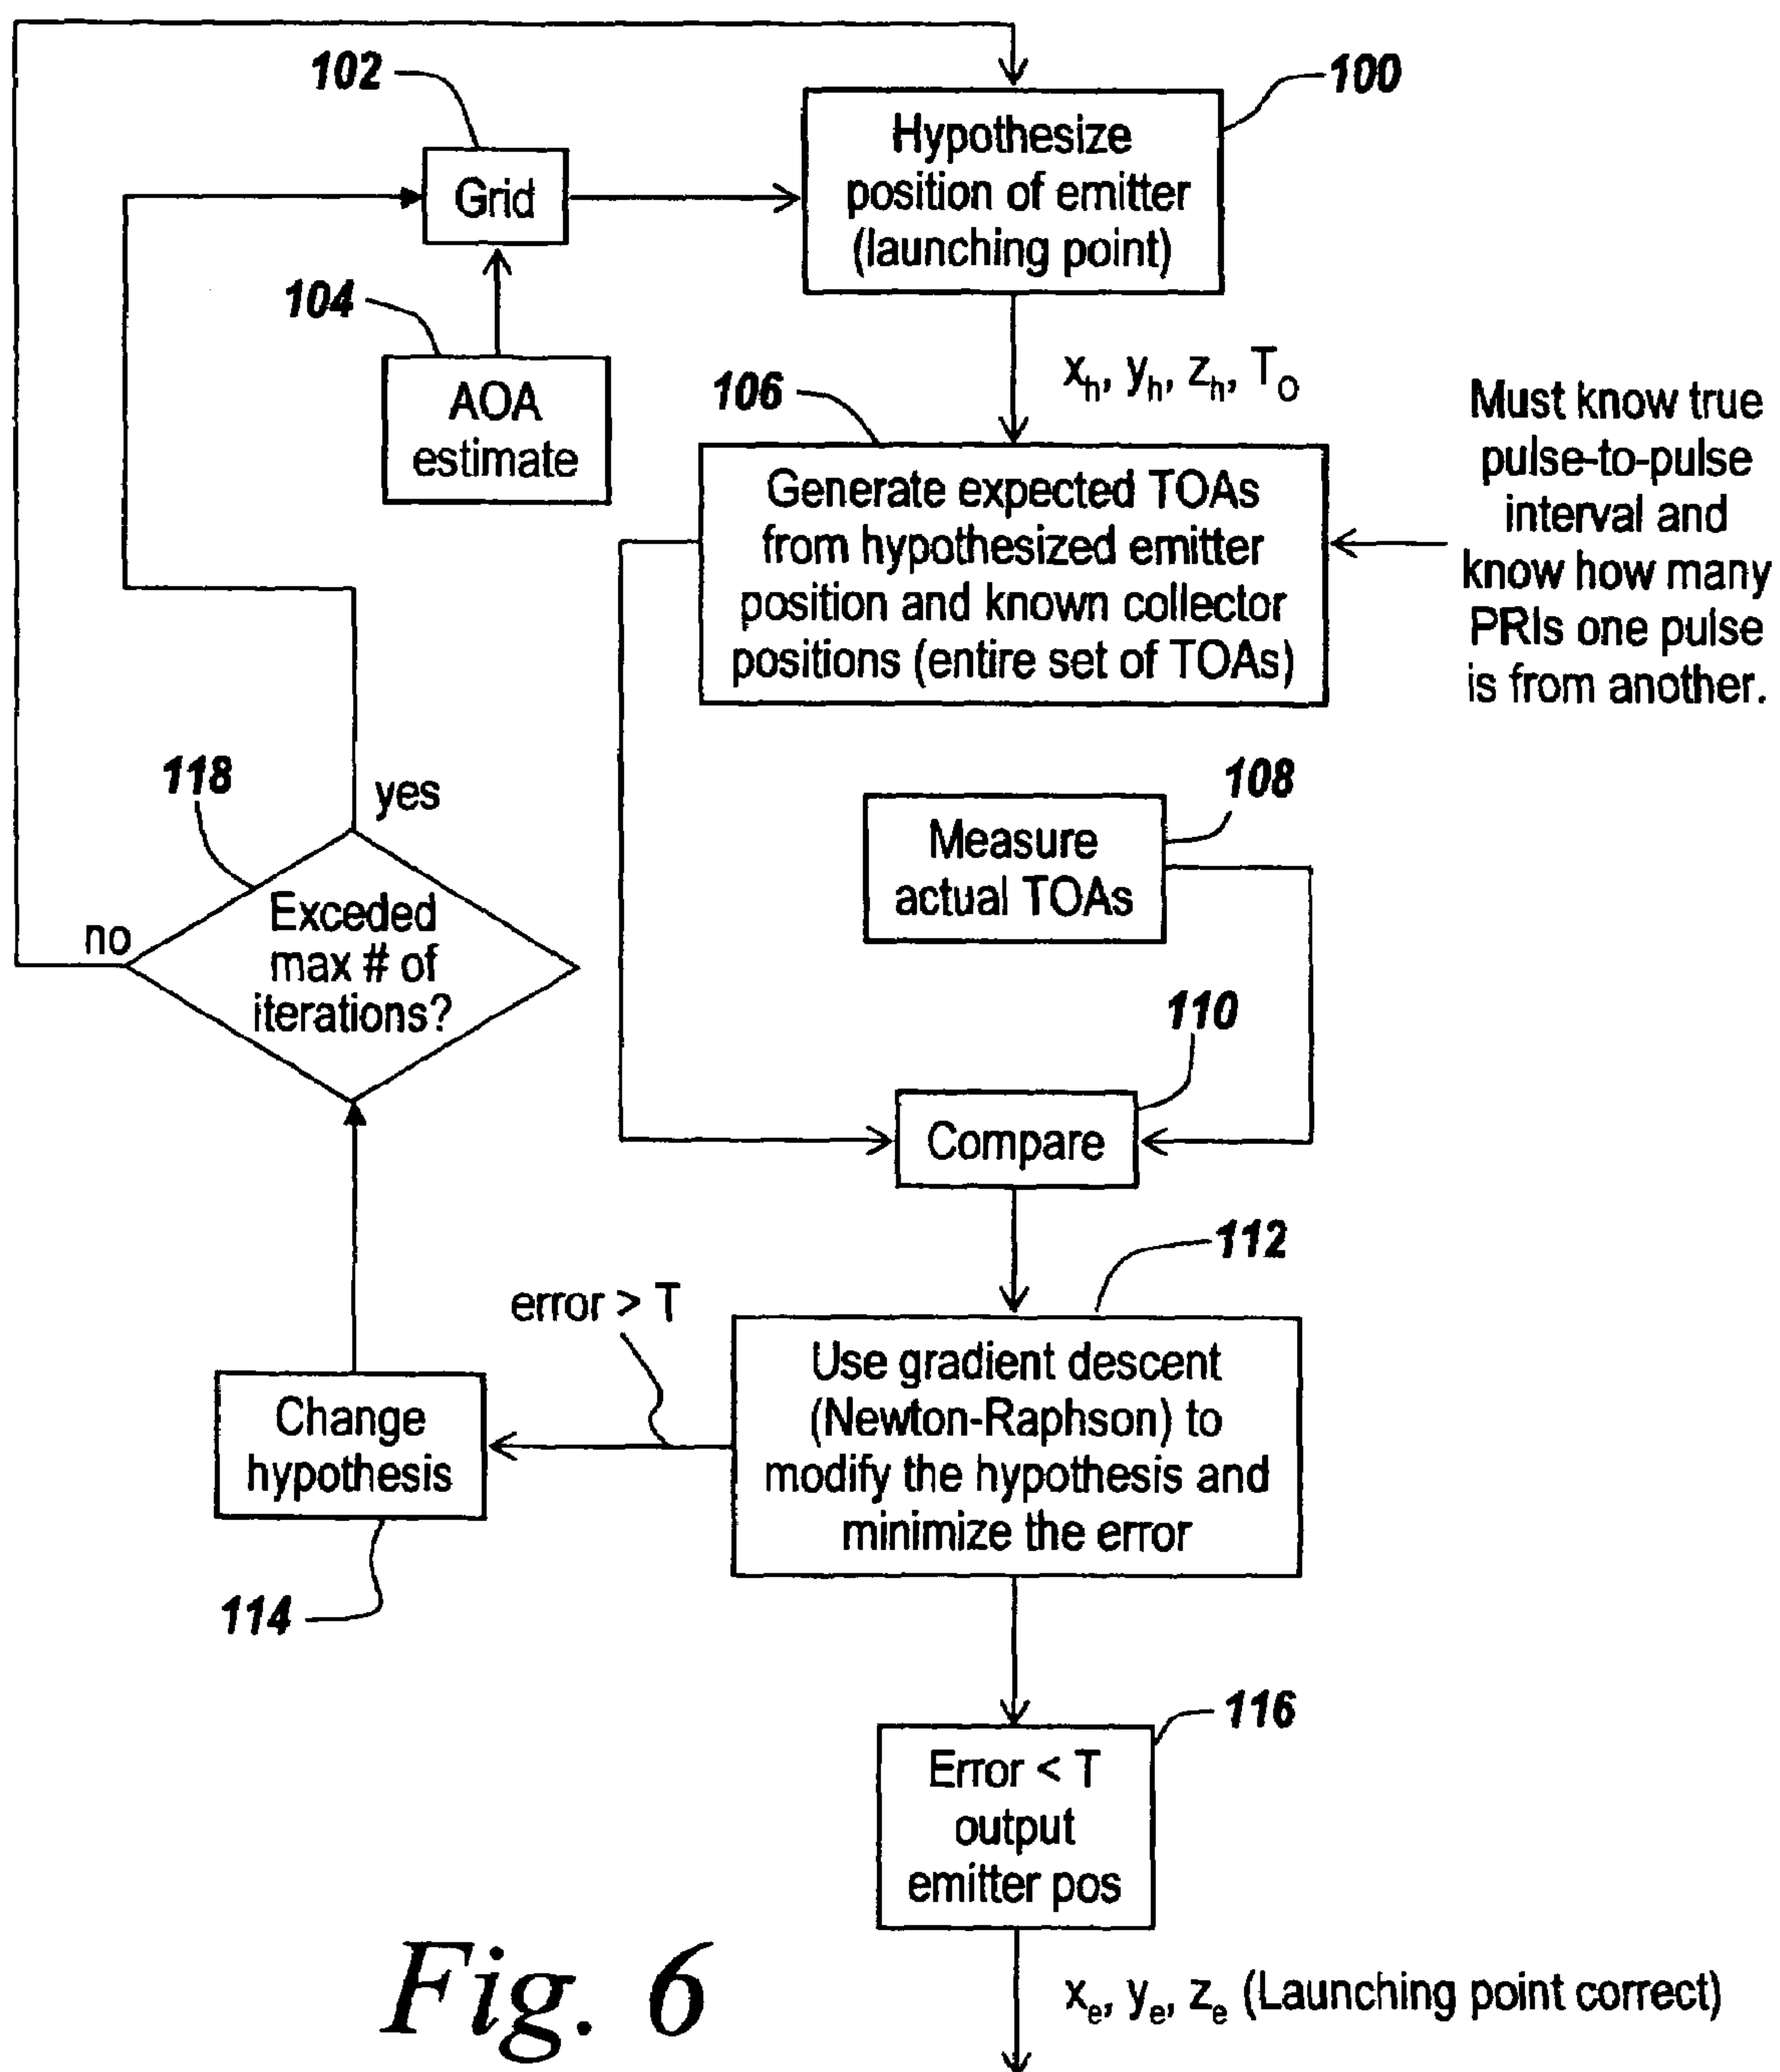 102
100
Hypothesize
position of emitter
(launching point)
Grid
104
AOA
estimate
xh, yh, zh, TO
106
Must know true
pulse-to-pulse
interval and
know how many
PRIs one pulse
is from another.
Generate expected TOAs
from hypothesized emitter
position and known collector
positions (entire set of TOAs)
118
yes
108
Measure
actual TOAs
no
Exceded
max # of
iterations?
110
Compare
112
error > T
Use gradient descent
(Newton-Raphson) to
modify the hypothesis and
minimize the error
Change
hypothesis
114
116
Error < T
output
emitter pos
xe, ye, ze (Launching point correct)
Fig. 6